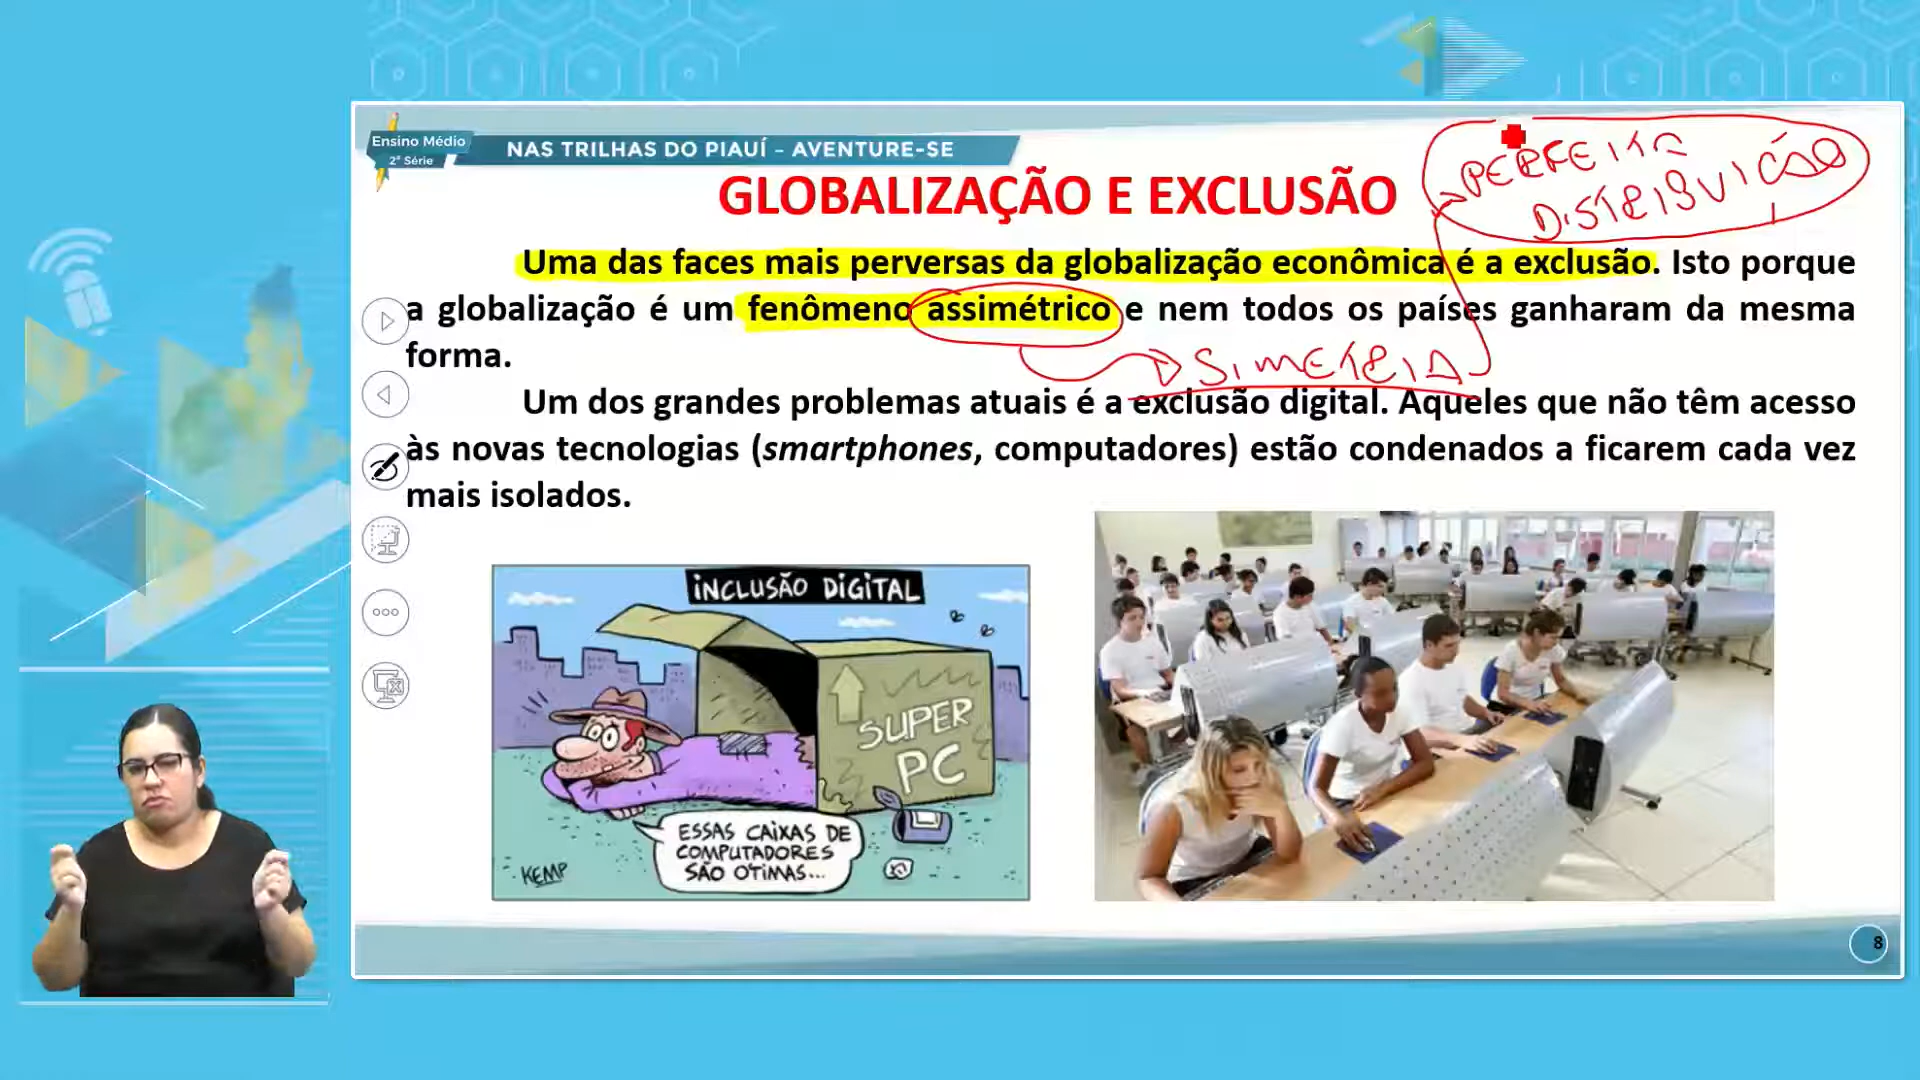 Ensino Médio
2ª Série
NAS TRILHAS DO PIAUÍ – AVENTURE-SE
PERFEITA
DISTRIBUIÇÃO
GLOBALIZAÇÃO E EXCLUSÃO
Uma das faces mais perversas da globalização econômica é a exclusão. Isto porque
a globalização é um fenômeno assimétrico e nem todos os países ganharam da mesma
forma.
SIMETRIA
Um dos grandes problemas atuais é a exclusão digital. Aqueles que não têm acesso
às novas tecnologias (smartphones, computadores) estão condenados a ficarem cada vez
mais isolados.
INCLUSÃO DIGITAL
SUPER
PC
ESSAS CAIXAS DE
COMPUTADORES
SÃO OTIMAS...
KEMP
8